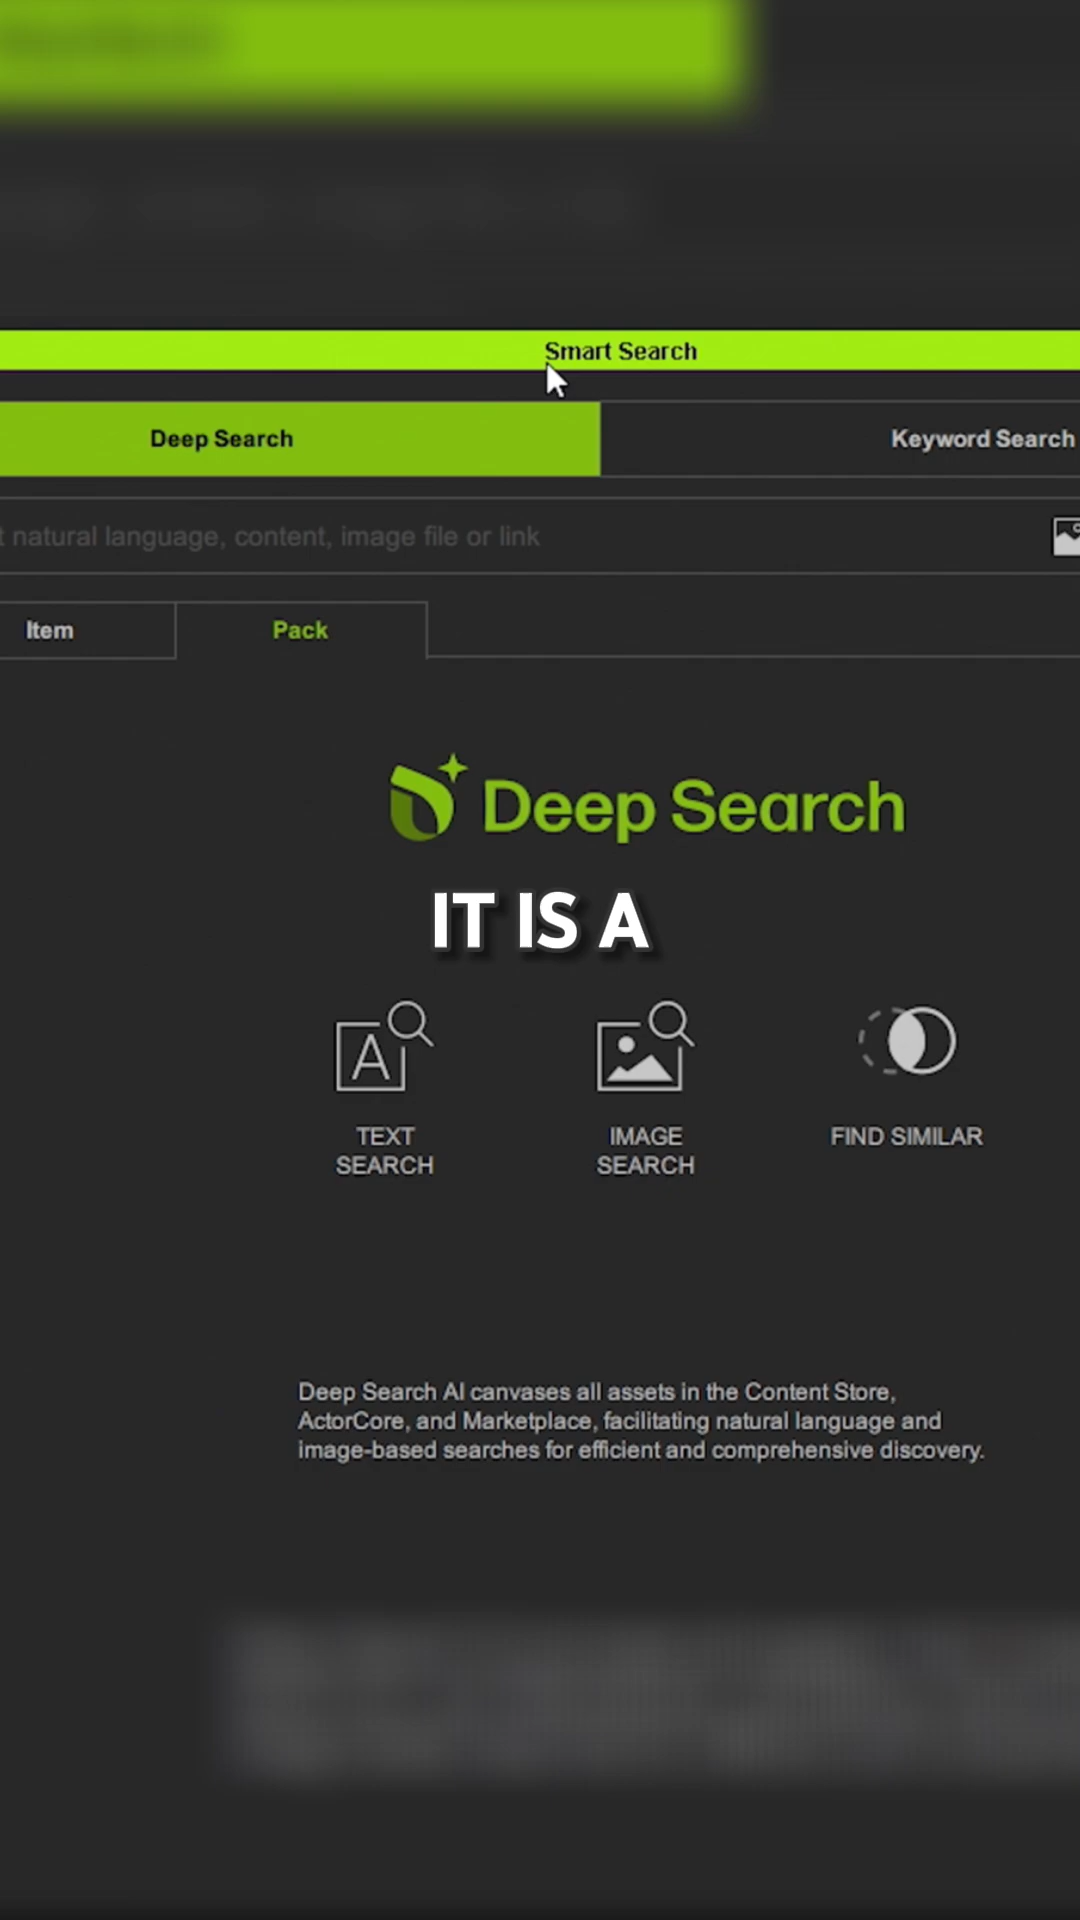 Smart Search
Deep Search
Keyword Search
natural language, content, image file or link
Item
Pack
Deep Search
IT IS A
TEXT
SEARCH
IMAGE
SEARCH
FIND SIMILAR
Deep Search AI canvases all assets in the Content Store,
ActorCore, and Marketplace, facilitating natural language and
image-based searches for efficient and comprehensive discovery.